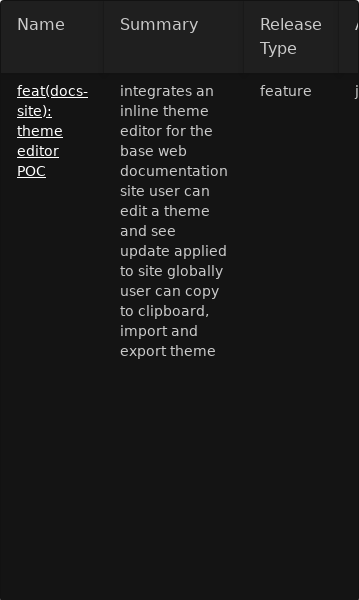 Name
Summary
Release
Type
feat(docs-
site):
theme
editor
POC
integrates an
inline theme
editor for the
base web
documentation
site user can
edit a theme
and see
update applied
to site globally
user can copy
to clipboard,
import and
export theme
feature